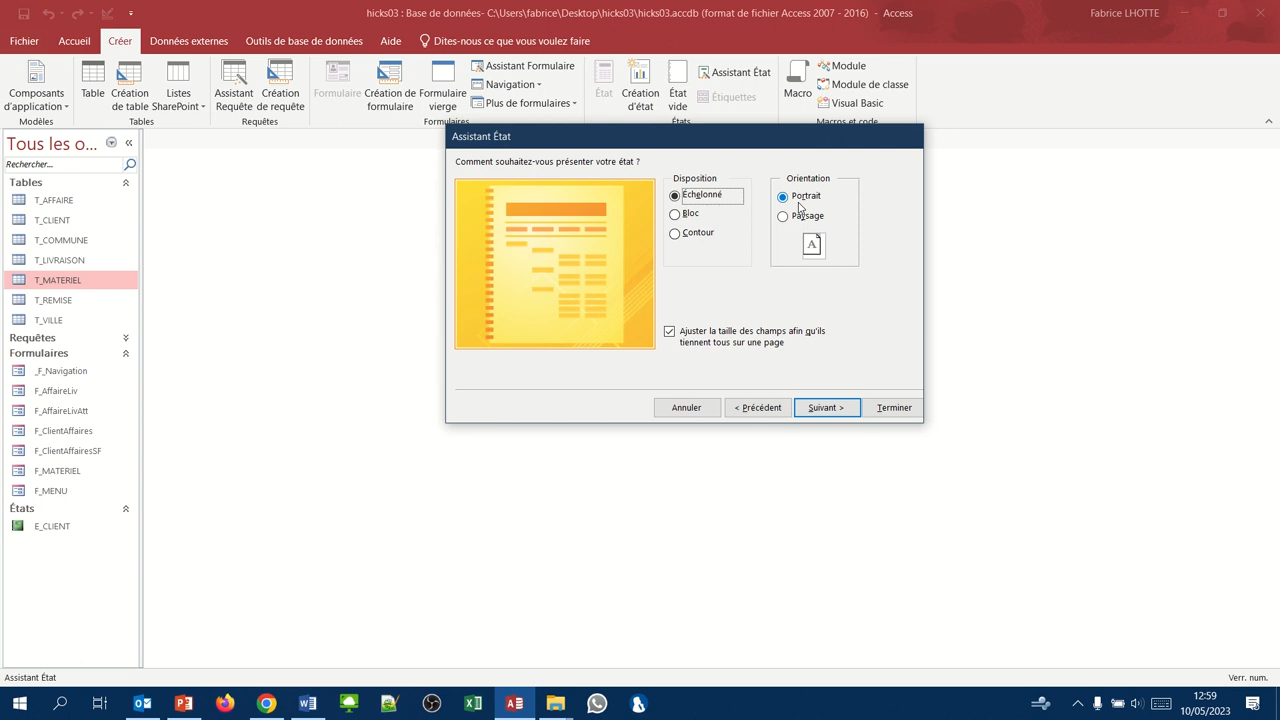 hicks03 : Base de données- C:\Users\fabrice\Desktop\hicks03\hicks03.accdb (format de fichier Access 2007 - 2016) - Access
Fabrice LHOTTE
Fichier
Accueil
Créer
Données externes
Outils de base de données
Aide
Dites-nous ce que vous voulez faire
Composants
d'application
Modèles
Table
Création
de table
Listes
SharePoint
Tables
Assistant
Requête
Création
de requête
Requêtes
Formulaire
Création de
formulaire
Formulaire
vierge
Assistant Formulaire
Navigation
Plus de formulaires
Formulaires
État
Création
d'état
État
vide
Assistant État
Étiquettes
États
Macro
Module
Module de classe
Visual Basic
Macros et code
Tous les o...
Rechercher...
Tables
T_AFFAIRE
T_CLIENT
T_COMMUNE
T_LIVRAISON
T_MATERIEL
T_REMISE
T_VILLE
Requêtes
Formulaires
_F_Navigation
F_AffaireLiv
F_AffaireLivAtt
F_ClientAffaires
F_ClientAffairesSF
F_MATERIEL
F_MENU
États
E_CLIENT
Assistant État
Comment souhaitez-vous présenter votre état ?
Disposition
Échelonné
Bloc
Contour
Orientation
Portrait
Paysage
A
Ajuster la taille des champs afin qu'ils
tiennent tous sur une page
Annuler
< Précédent
Suivant >
Terminer
Assistant État
Verr. num.
12:59
10/05/2023